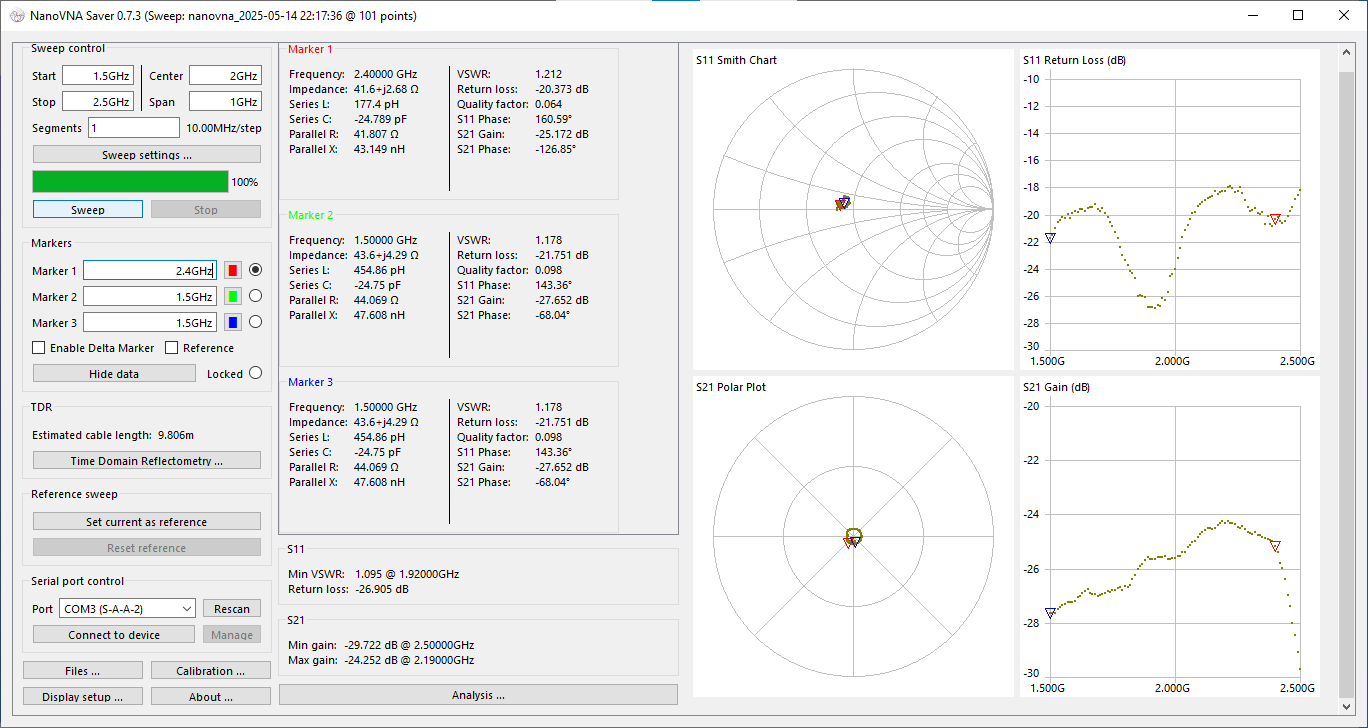 NanoVNA Saver 0.7.3 (Sweep: nanovna_2025-05-14 22:17:36 @ 101 points)
Sweep control
Start 1.5GHz Center 2GHz
Stop 2.5GHz Span 1GHz
Segments 1 10.00MHz/step
Sweep settings ...
100%
Sweep Stop
Markers
Marker 1 2.4GHz
Marker 2 1.5GHz
Marker 3 1.5GHz
Enable Delta Marker Reference
Hide data Locked
TDR
Estimated cable length: 9.806m
Time Domain Reflectometry ...
Reference sweep
Set current as reference
Reset reference
Serial port control
Port COM3 (S-A-A-2) Rescan
Connect to device Manage
Files ... Calibration ...
Display setup ... About ...
Marker 1
Frequency: 2.40000 GHz VSWR: 1.212
Impedance: 41.6+j2.68 Ω Return loss: -20.373 dB
Series L: 177.4 pH Quality factor: 0.064
Series C: -24.789 pF S11 Phase: 160.59°
Parallel R: 41.807 Ω S21 Gain: -25.172 dB
Parallel X: 43.149 nH S21 Phase: -126.85°
Marker 2
Frequency: 1.50000 GHz VSWR: 1.178
Impedance: 43.6+j4.29 Ω Return loss: -21.751 dB
Series L: 454.86 pH Quality factor: 0.098
Series C: -24.75 pF S11 Phase: 143.36°
Parallel R: 44.069 Ω S21 Gain: -27.652 dB
Parallel X: 47.608 nH S21 Phase: -68.04°
Marker 3
Frequency: 1.50000 GHz VSWR: 1.178
Impedance: 43.6+j4.29 Ω Return loss: -21.751 dB
Series L: 454.86 pH Quality factor: 0.098
Series C: -24.75 pF S11 Phase: 143.36°
Parallel R: 44.069 Ω S21 Gain: -27.652 dB
Parallel X: 47.608 nH S21 Phase: -68.04°
S11
Min VSWR: 1.095 @ 1.92000GHz
Return loss: -26.905 dB
S21
Min gain: -29.722 dB @ 2.50000GHz
Max gain: -24.252 dB @ 2.19000GHz
Analysis ...
S11 Smith Chart
S11 Return Loss (dB)
-10
-12
-14
-16
-18
-20
-22
-24
-26
-28
-30
1.500G 2.000G 2.500G
S21 Polar Plot
S21 Gain (dB)
-20
-22
-24
-26
-28
-30
1.500G 2.000G 2.500G